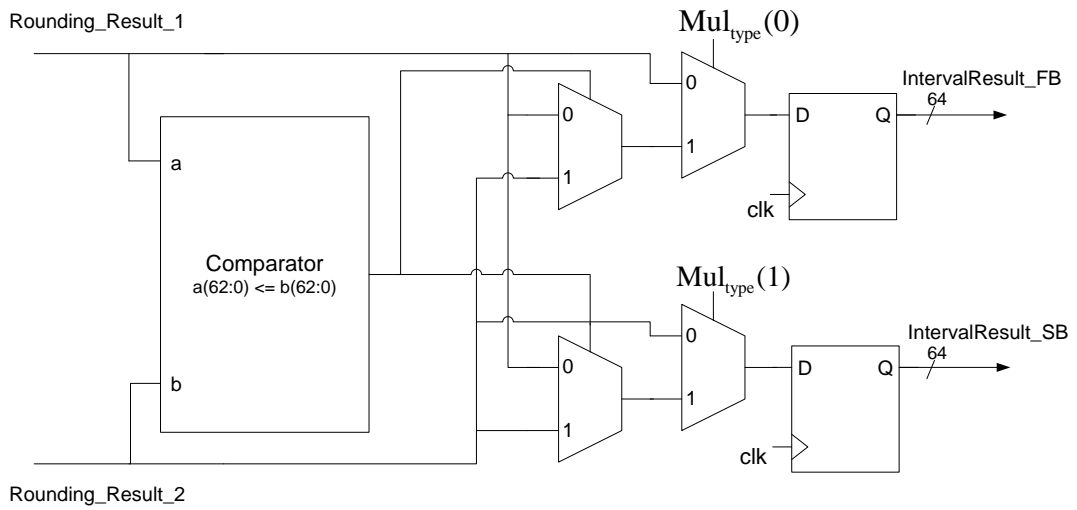 Rounding_Result_1
Mul_type(0)
0
1
0
1
D
Q
clk
IntervalResult_FB
64
a
b
Comparator
a(62:0) <= b(62:0)
Mul_type(1)
0
1
0
1
D
Q
clk
IntervalResult_SB
64
Rounding_Result_2